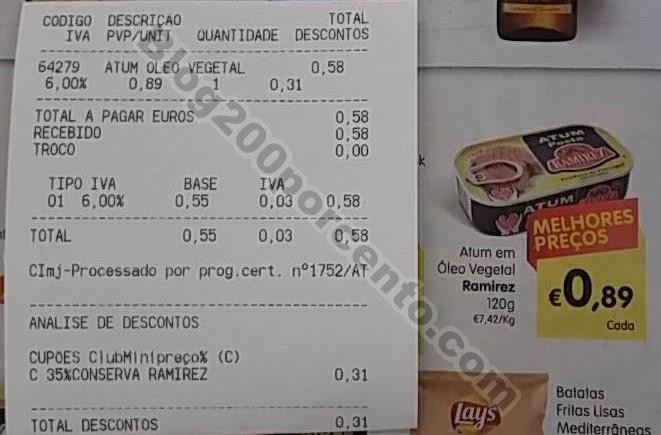 CODIGO DESCRIÇAO TOTAL
IVA PVP/UNIT QUANTIDADE DESCONTOS
64279 ATUM OLEO VEGETAL 0,58
6,00% 0,89 1 0,31
TOTAL A PAGAR EUROS 0,58
RECEBIDO 0,58
TROCO 0,00
TIPO IVA BASE IVA
01 6,00% 0,55 0,03 0,58
TOTAL 0,55 0,03 0,58
CImj-Processado por prog.cert. nº1752/AT
ANALISE DE DESCONTOS
CUPOES ClubMinipreço% (C)
C 35%CONSERVA RAMIREZ 0,31
TOTAL DESCONTOS 0,31
Blog200porcento.com
ATUM
Posta
RAMIREZ
ATUM
MELHORES
PREÇOS
€0,89
Cada
Atum em
Óleo Vegetal
Ramirez
120g
€7,42/Kg
Lay's
Batatas
Fritas Lisas
Mediterrâneas